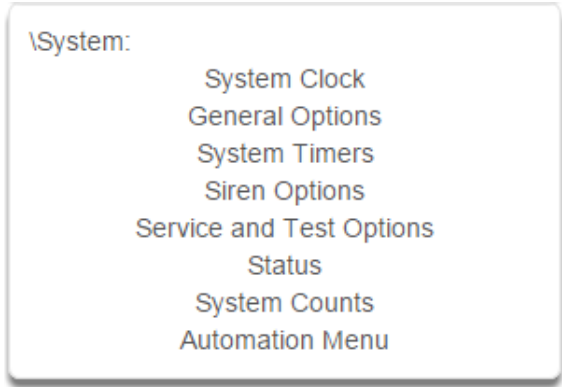 \System:
System Clock
General Options
System Timers
Siren Options
Service and Test Options
Status
System Counts
Automation Menu